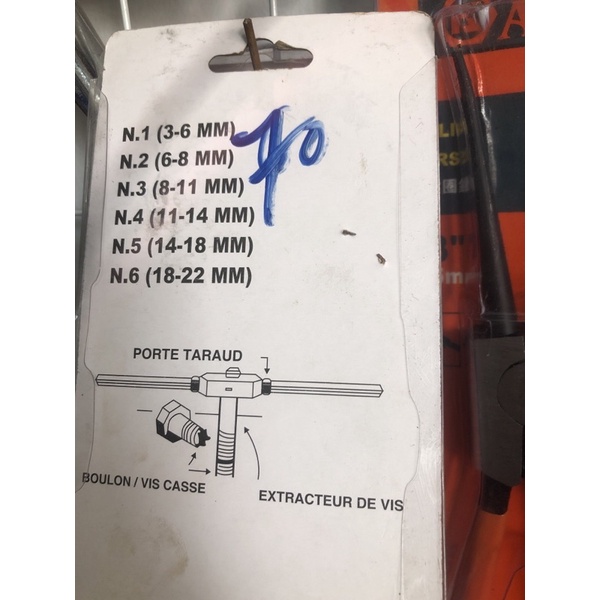 N.1 (3-6 MM)
N.2 (6-8 MM)
N.3 (8-11 MM)
N.4 (11-14 MM)
N.5 (14-18 MM)
N.6 (18-22 MM)
PORTE TARAUD
BOULON / VIS CASSE
EXTRACTEUR DE VIS